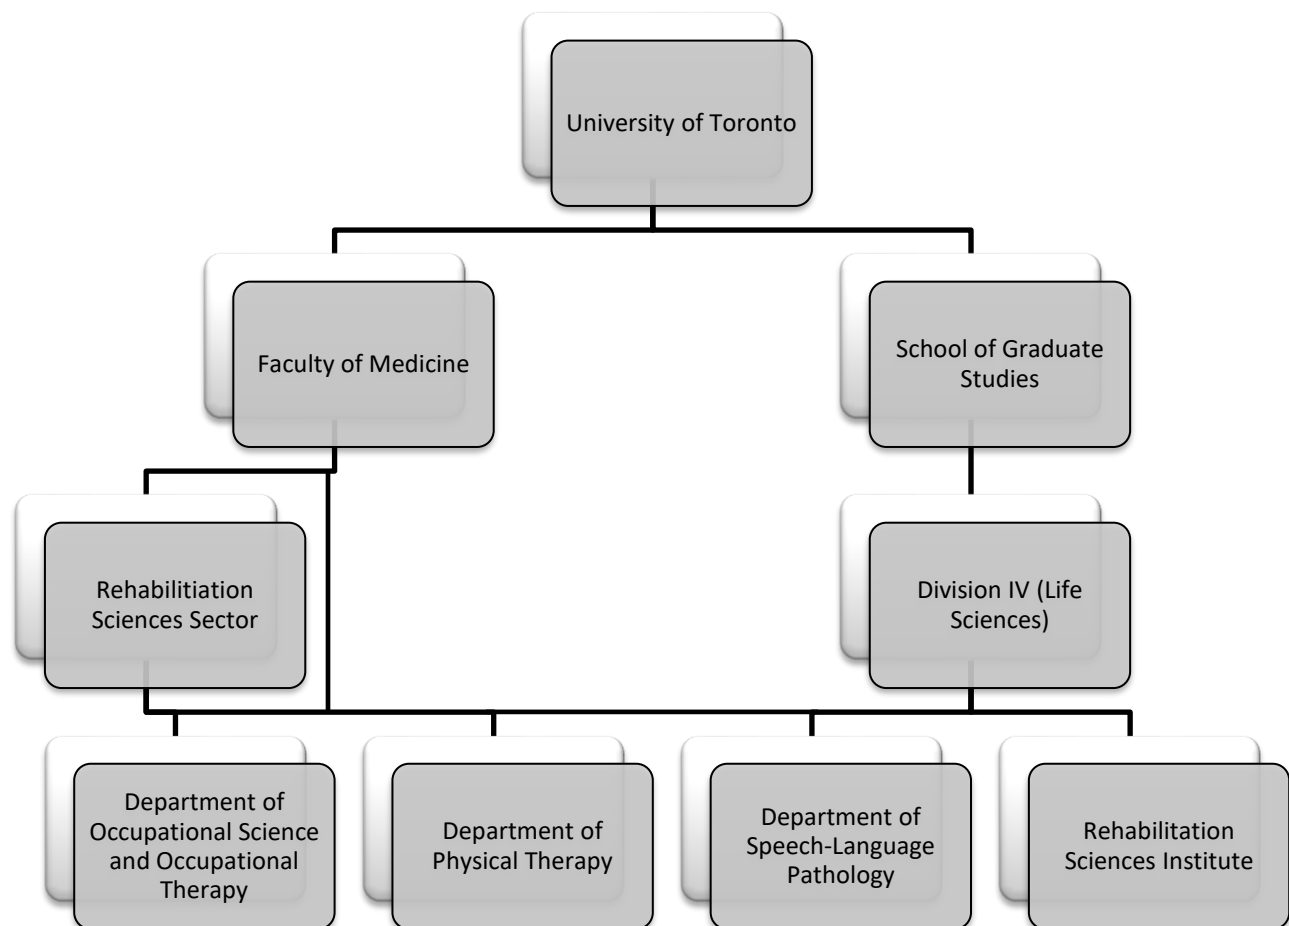 University of Toronto
Faculty of Medicine
School of Graduate
Studies
Rehabilitiation
Sciences Sector
Division IV (Life
Sciences)
Department of
Occupational Science
and Occupational
Therapy
Department of
Physical Therapy
Department of
Speech-Language
Pathology
Rehabilitation
Sciences Institute